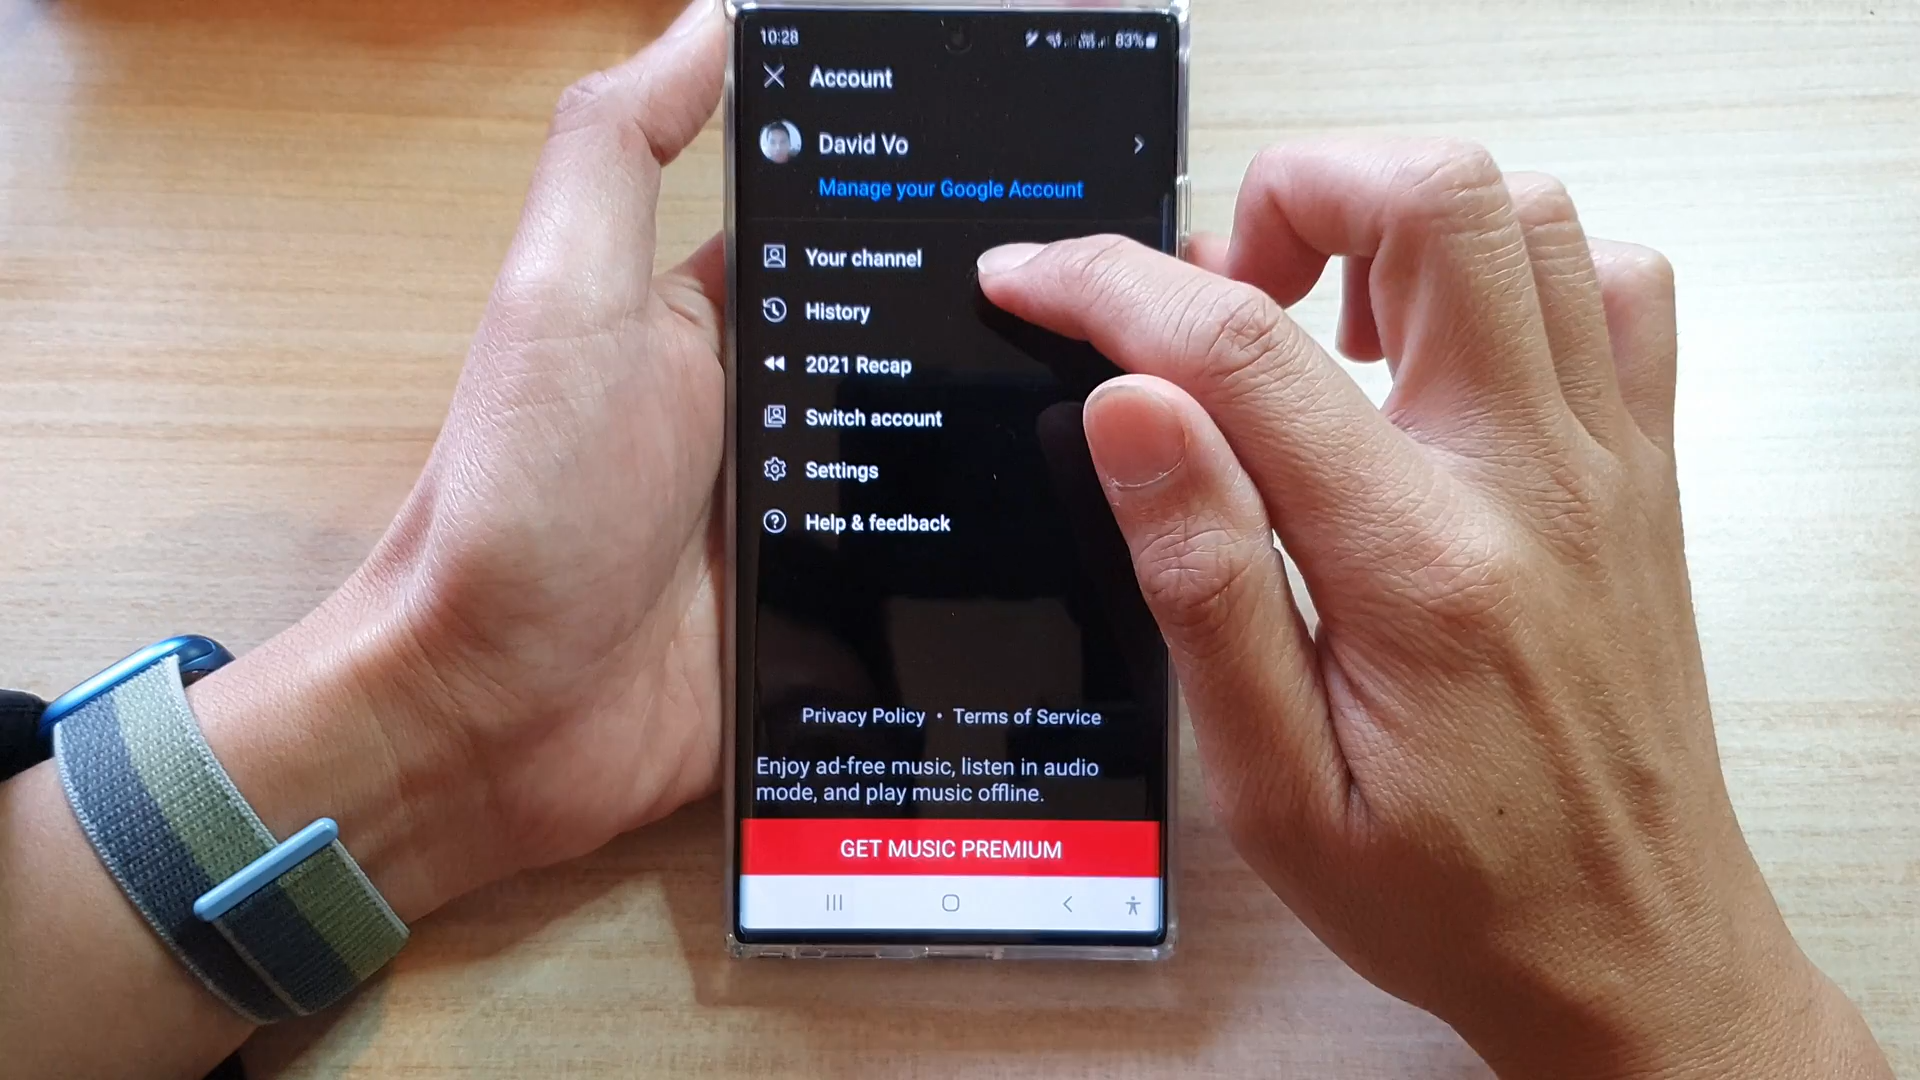 10:28
83%
Account
David Vo
Manage your Google Account
Your channel
History
2021 Recap
Switch account
Settings
Help & feedback
Privacy Policy • Terms of Service
Enjoy ad-free music, listen in audio
mode, and play music offline.
GET MUSIC PREMIUM